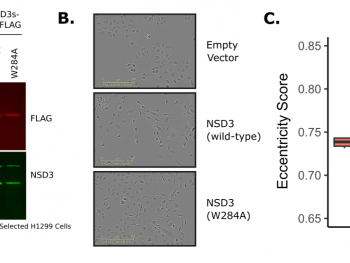 D3s-
FLAG
W284A
FLAG
NSD3
Selected H1299 Cells
B.
Empty
Vector
NSD3
(wild-type)
NSD3
(W284A)
C.
Eccentricity Score
0.85
0.80
0.75
0.70
0.65